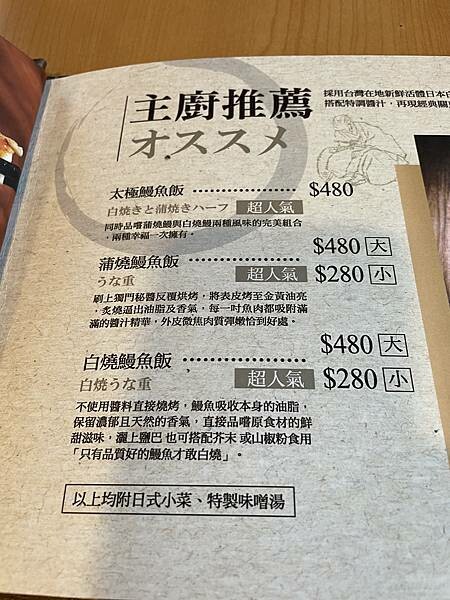 主廚推薦
オススメ
採用台灣在地新鮮活體日本
搭配特調醬汁，再現經典關
太極鰻魚飯 ………………… $480
白焼きと蒲焼きハーフ 超人氣
同時品嚐蒲燒鰻與白燒鰻兩種風味的完美組合
，兩種幸福一次擁有。
$480 大
蒲燒鰻魚飯 ………………… $280 小
うな重 超人氣
刷上獨門秘醬反覆烘烤，將表皮烤至金黃油亮
，炙燒逼出油脂及香氣，每一吋魚肉都吸附滿
滿的醬汁精華，外皮微焦肉質彈嫩恰到好處。
$480 大
白燒鰻魚飯 …………………
白焼うな重 超人氣 $280 小
不使用醬料直接燒烤，鰻魚吸收本身的油脂，
保留濃郁且天然的香氣，直接品嚐原食材的鮮
甜滋味，灑上鹽巴 也可搭配芥末 或山椒粉食用
「只有品質好的鰻魚才敢白燒」。
以上均附日式小菜、特製味噌湯